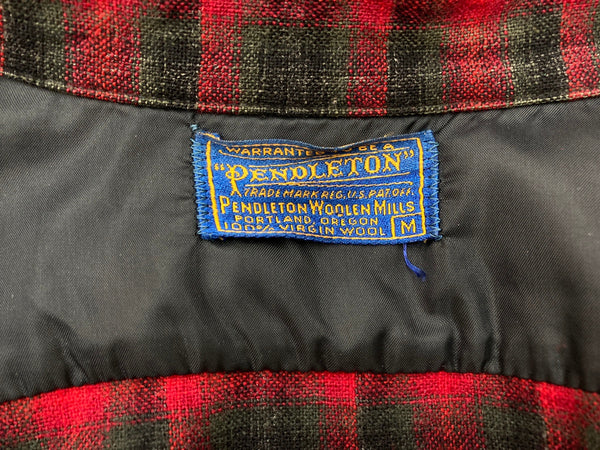 WARRANTED TO BE A
"PENDLETON"
TRADE MARK REG. U.S. PAT. OFF.
PENDLETON WOOLEN MILLS
PORTLAND, OREGON
100% VIRGIN WOOL M